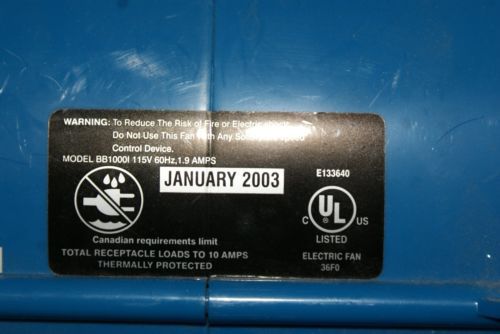 WARNING: To Reduce The Risk of Fire or Electric
Do Not Use This Fan With Any
Control Device.
MODEL BB1000I 115V 60Hz,1.9 AMPS
JANUARY 2003
E133640
C UL US
LISTED
Canadian requirements limit
TOTAL RECEPTACLE LOADS TO 10 AMPS
THERMALLY PROTECTED
ELECTRIC FAN
36F0